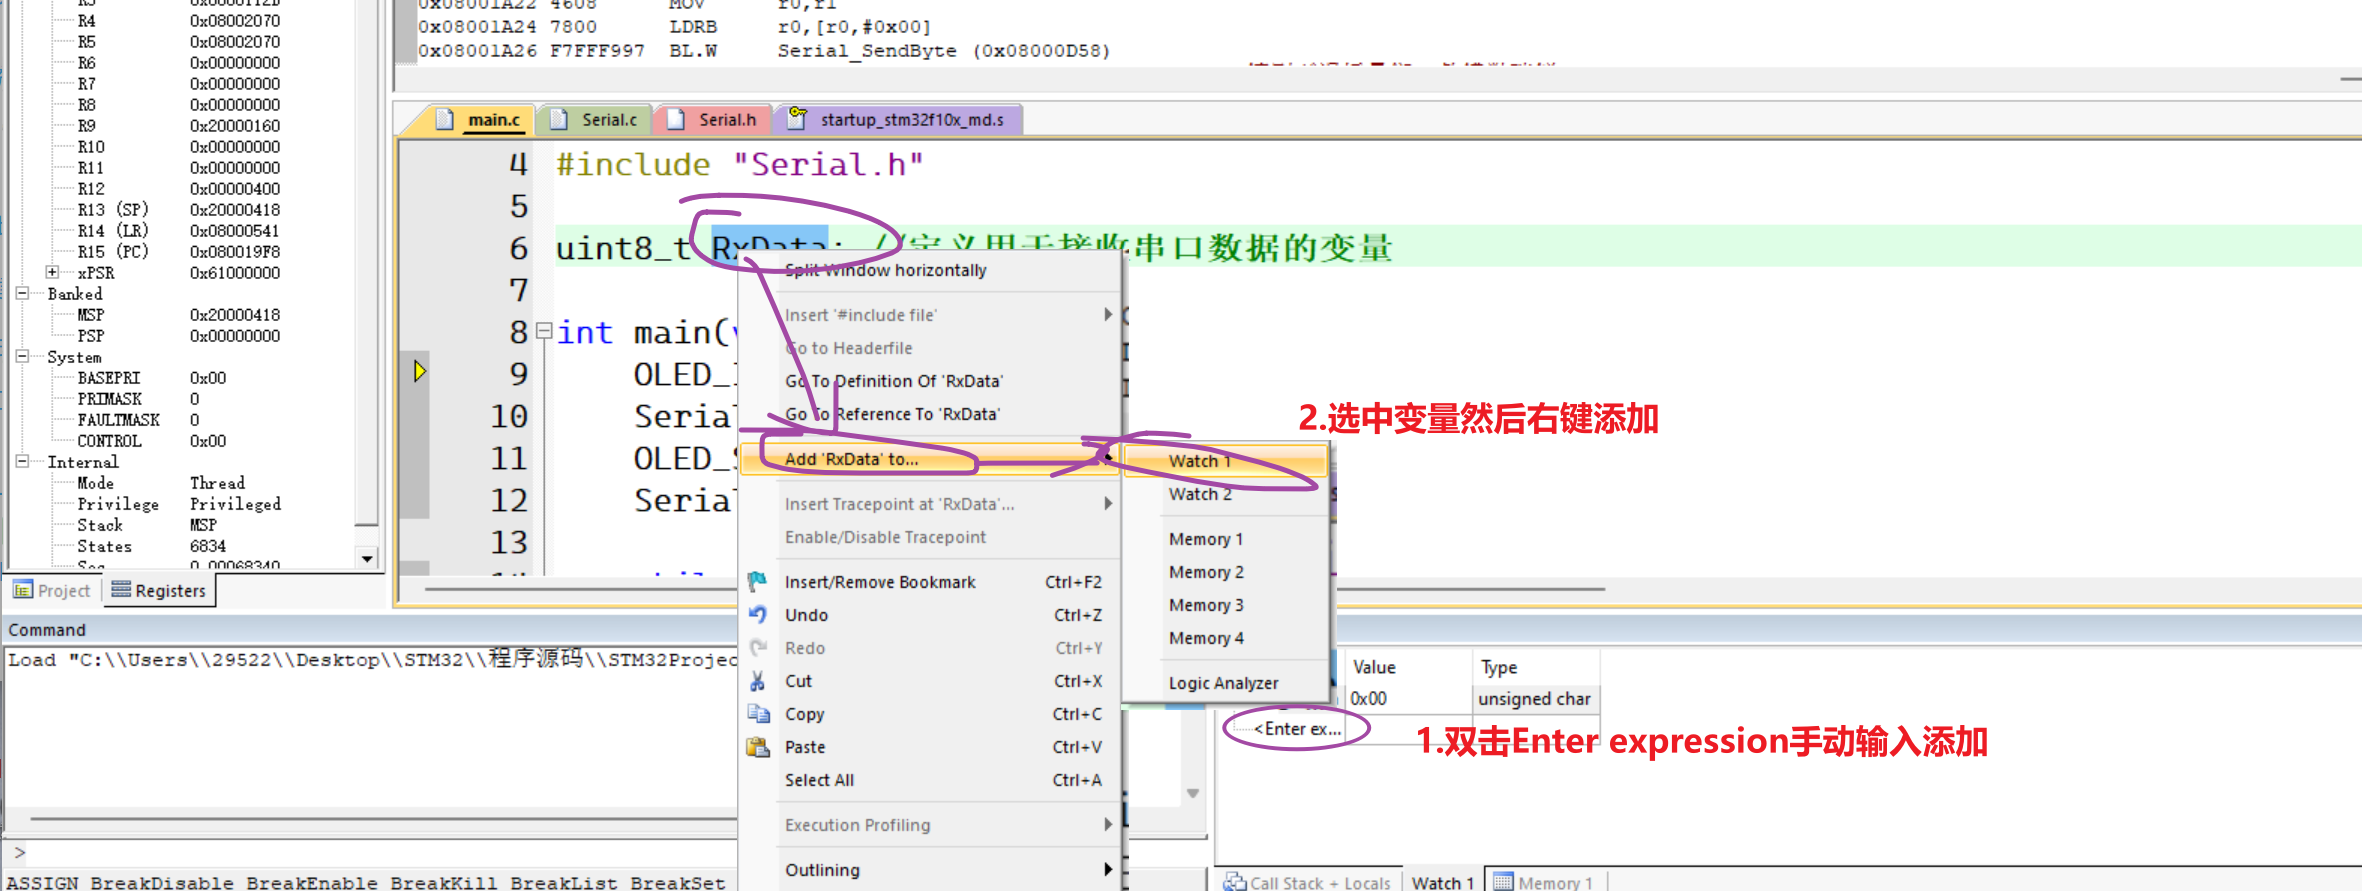 R4 0x08002070
R5 0x08002070
R6 0x00000000
R7 0x00000000
R8 0x00000000
R9 0x20000160
R10 0x00000000
R11 0x00000000
R12 0x00000400
R13 (SP) 0x20000418
R14 (LR) 0x08000541
R15 (PC) 0x080019F8
xPSR 0x61000000
Banked
MSP 0x20000418
PSP 0x00000000
System
BASEPRI 0x00
PRIMASK 0
FAULTMASK 0
CONTROL 0x00
Internal
Mode Thread
Privilege Privileged
Stack MSP
States 6834
Sec 0.00068340
Project Registers
0x08001A22 4608 MOV r0,r1
0x08001A24 7800 LDRB r0,[r0,#0x00]
0x08001A26 F7FFF997 BL.W Serial_SendByte (0x08000D58)
main.c Serial.c Serial.h startup_stm32f10x_md.s
4 #include "Serial.h"
5
6 uint8_t RxData; //定义用于接收串口数据的变量
7
8 int main(
9 OLED_
10 Seria
11 OLED_
12 Seria
13
Split Window horizontally
Insert '#include file'
Go to Headerfile
Go To Definition Of 'RxData'
Go To Reference To 'RxData'
Add 'RxData' to...
Insert Tracepoint at 'RxData'...
Enable/Disable Tracepoint
Insert/Remove Bookmark Ctrl+F2
Undo Ctrl+Z
Redo Ctrl+Y
Cut Ctrl+X
Copy Ctrl+C
Paste Ctrl+V
Select All Ctrl+A
Execution Profiling
Outlining
Watch 1
Watch 2
Memory 1
Memory 2
Memory 3
Memory 4
Logic Analyzer
2.选中变量然后右键添加
Command
Load "C:\\Users\\29522\\Desktop\\STM32\\程序源码\\STM32Projec
>
ASSIGN BreakDisable BreakEnable BreakKill BreakList BreakSet
Value Type
0x00 unsigned char
<Enter ex...
1.双击Enter expression手动输入添加
Call Stack + Locals Watch 1 Memory 1